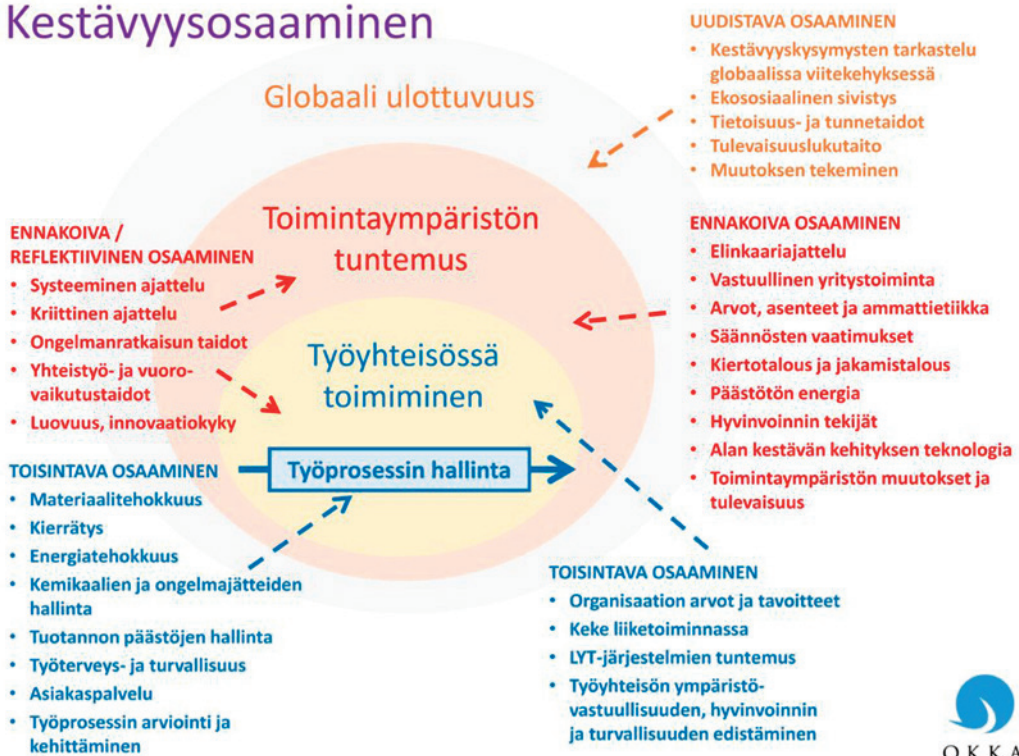 Kestävyysosaaminen
Globaali ulottuvuus
Toimintaympäristön
tuntemus
Työyhteisössä
toimiminen
Työprosessin hallinta
UUDISTAVA OSAAMINEN
• Kestävyyskysymysten tarkastelu
globaalissa viitekehyksessä
• Ekososiaalinen sivistys
• Tietoisuus- ja tunnetaidot
• Tulevaisuuslukutaito
• Muutoksen tekeminen
ENNAKOIVA /
REFLEKTIIVINEN OSAAMINEN
• Systeeminen ajattelu
• Kriittinen ajattelu
• Ongelmanratkaisun taidot
• Yhteistyö- ja vuoro-
vaikutustaidot
• Luovuus, innovaatiokyky
ENNAKOIVA OSAAMINEN
• Elinkaariajattelu
• Vastuullinen yritystoiminta
• Arvot, asenteet ja ammattietiikka
• Säännösten vaatimukset
• Kiertotalous ja jakamistalous
• Päästötön energia
• Hyvinvoinnin tekijät
• Alan kestävän kehityksen teknologia
• Toimintaympäristön muutokset ja
tulevaisuus
TOISINTAVA OSAAMINEN
• Materiaalitehokkuus
• Kierrätys
• Energiatehokkuus
• Kemikaalien ja ongelmajätteiden
hallinta
• Tuotannon päästöjen hallinta
• Työterveys- ja turvallisuus
• Asiakaspalvelu
• Työprosessin arviointi ja
kehittäminen
TOISINTAVA OSAAMINEN
• Organisaation arvot ja tavoitteet
• Keke liiketoiminnassa
• LYT-järjestelmien tuntemus
• Työyhteisön ympäristö-
vastuullisuuden, hyvinvoinnin
ja turvallisuuden edistäminen
OKKA